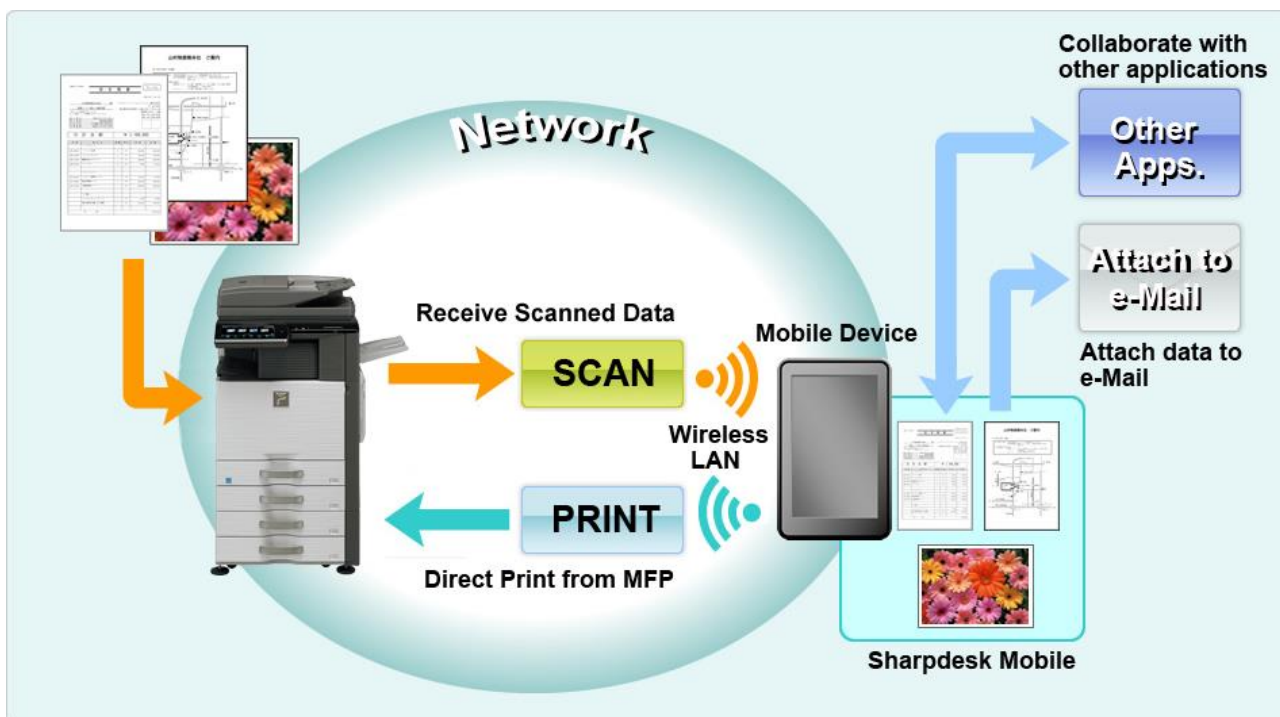 Collaborate with
other applications
Other
Apps.
Network
Attach to
e-Mail
Attach data to
e-Mail
Receive Scanned Data
SCAN
Mobile Device
Wireless
LAN
PRINT
Direct Print from MFP
Sharpdesk Mobile